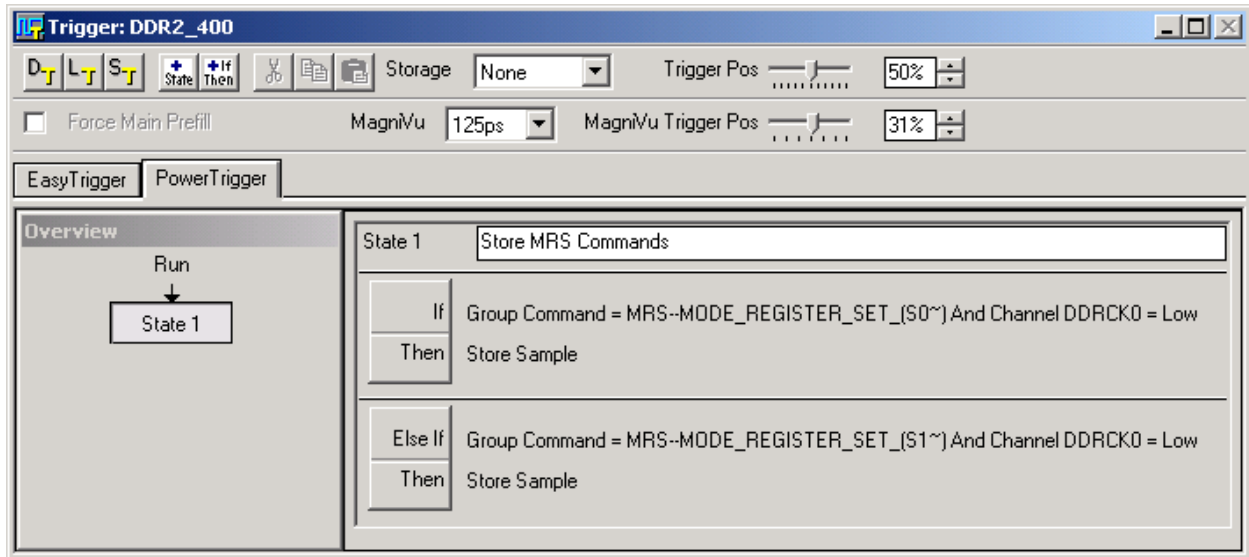 Trigger: DDR2_400
D L S + State + If Then Storage None Trigger Pos 50%
Force Main Prefill MagniVu 125ps MagniVu Trigger Pos 31%
EasyTrigger PowerTrigger
Overview
Run
State 1
State 1 Store MRS Commands
If Group Command = MRS--MODE_REGISTER_SET_(S0~) And Channel DDRCK0 = Low
Then Store Sample
Else If Group Command = MRS--MODE_REGISTER_SET_(S1~) And Channel DDRCK0 = Low
Then Store Sample